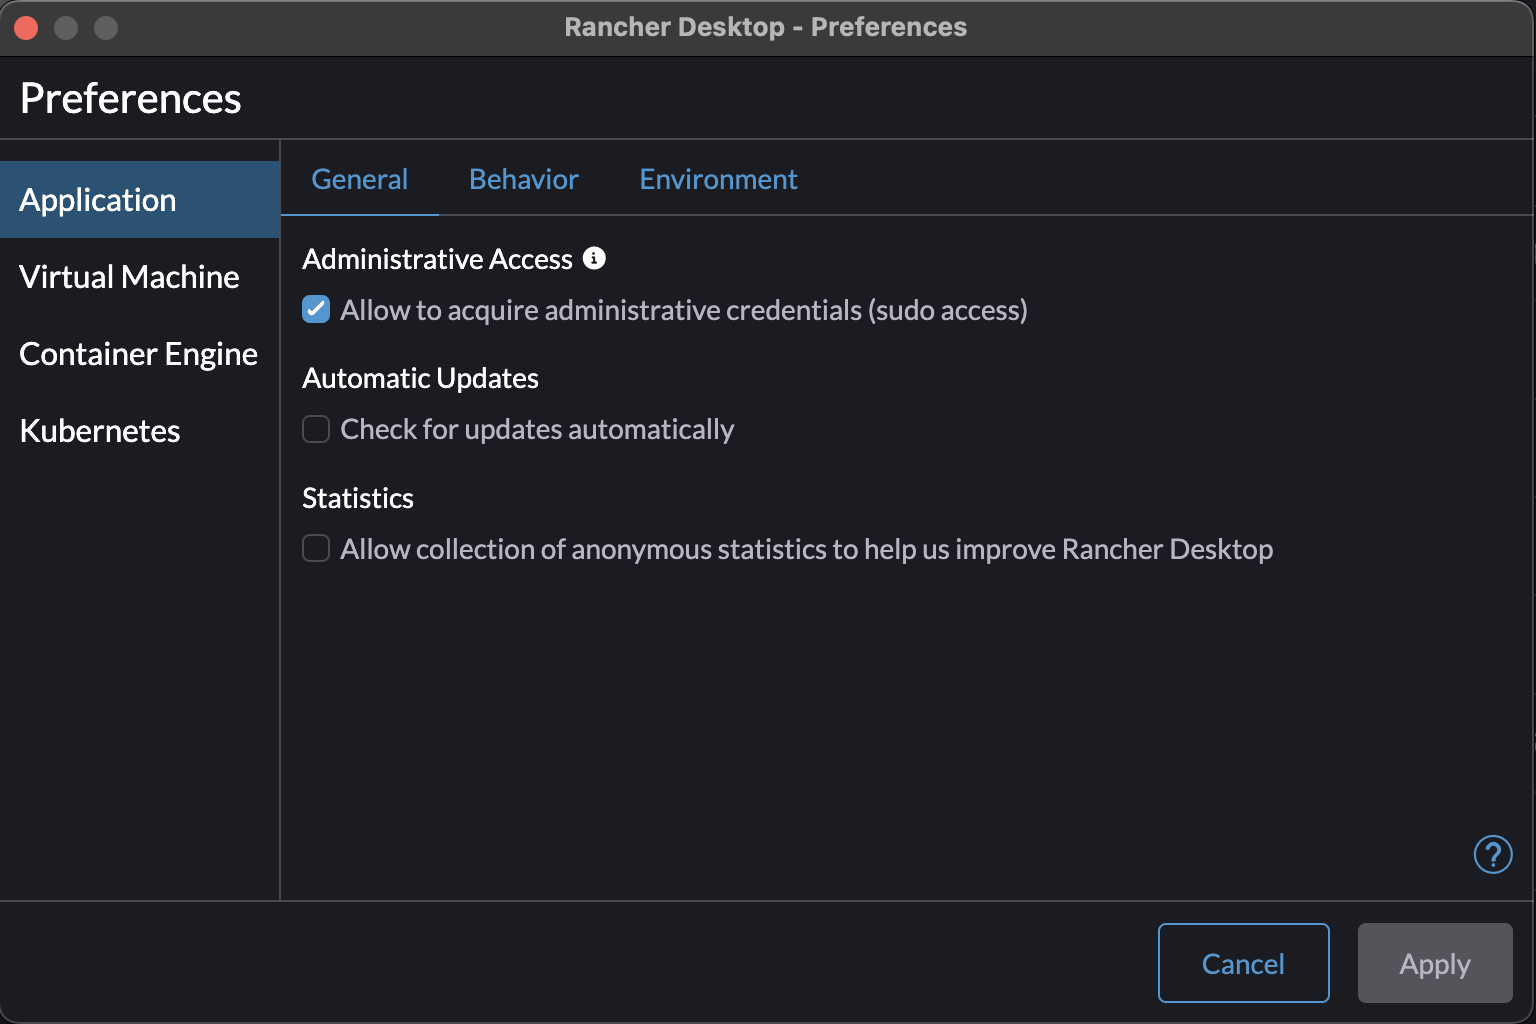 Rancher Desktop - Preferences
Preferences
Application
Virtual Machine
Container Engine
Kubernetes
General Behavior Environment
Administrative Access
Allow to acquire administrative credentials (sudo access)
Automatic Updates
Check for updates automatically
Statistics
Allow collection of anonymous statistics to help us improve Rancher Desktop
?
Cancel Apply